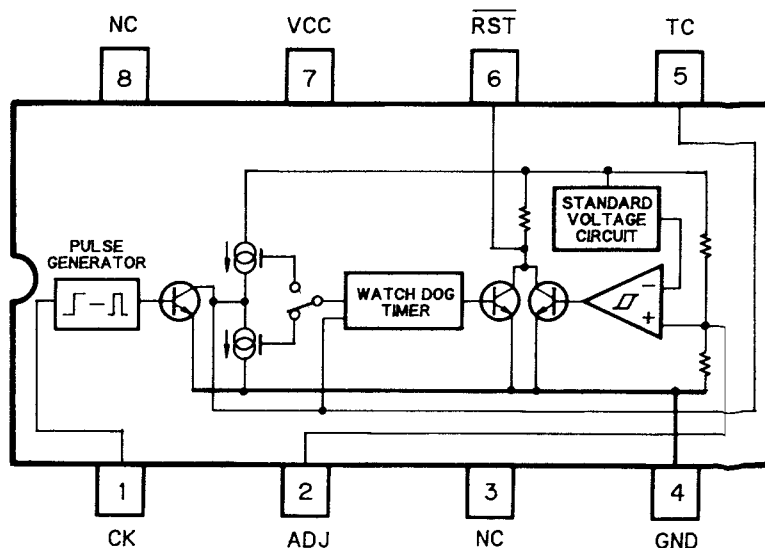 NC VCC R̅S̅T̅ TC
8 7 6 5
STANDARD
VOLTAGE
CIRCUIT
PULSE
GENERATOR
WATCH DOG
TIMER
−
+
1 2 3 4
CK ADJ NC GND